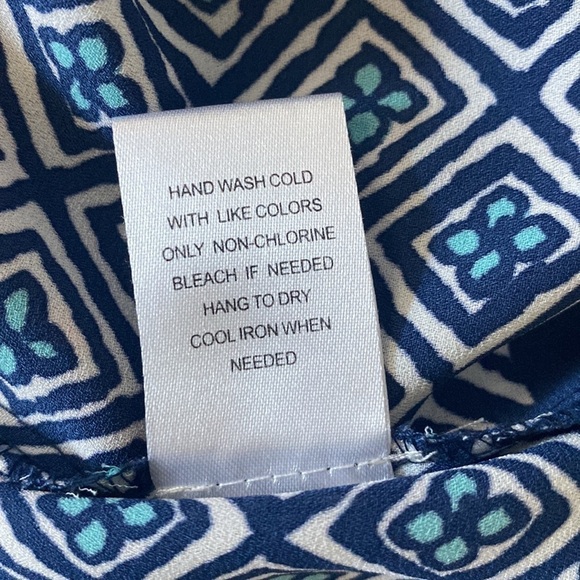 HAND WASH COLD
WITH LIKE COLORS
ONLY NON-CHLORINE
BLEACH IF NEEDED
HANG TO DRY
COOL IRON WHEN
NEEDED